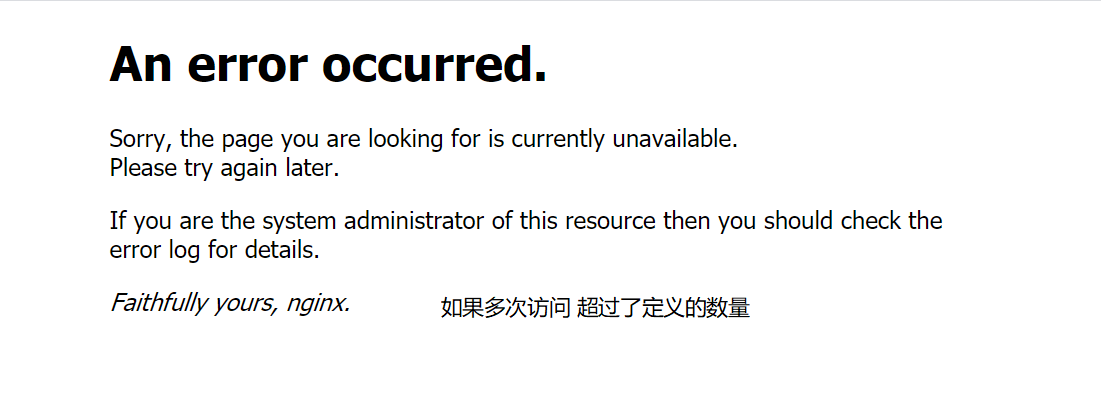 An error occurred.
Sorry, the page you are looking for is currently unavailable.
Please try again later.
If you are the system administrator of this resource then you should check the
error log for details.
Faithfully yours, nginx.
如果多次访问 超过了定义的数量